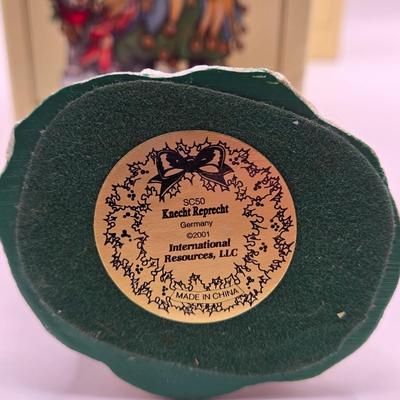 SC50
Knecht Reprecht
Germany
©2001
International
Resources, LLC
MADE IN CHINA